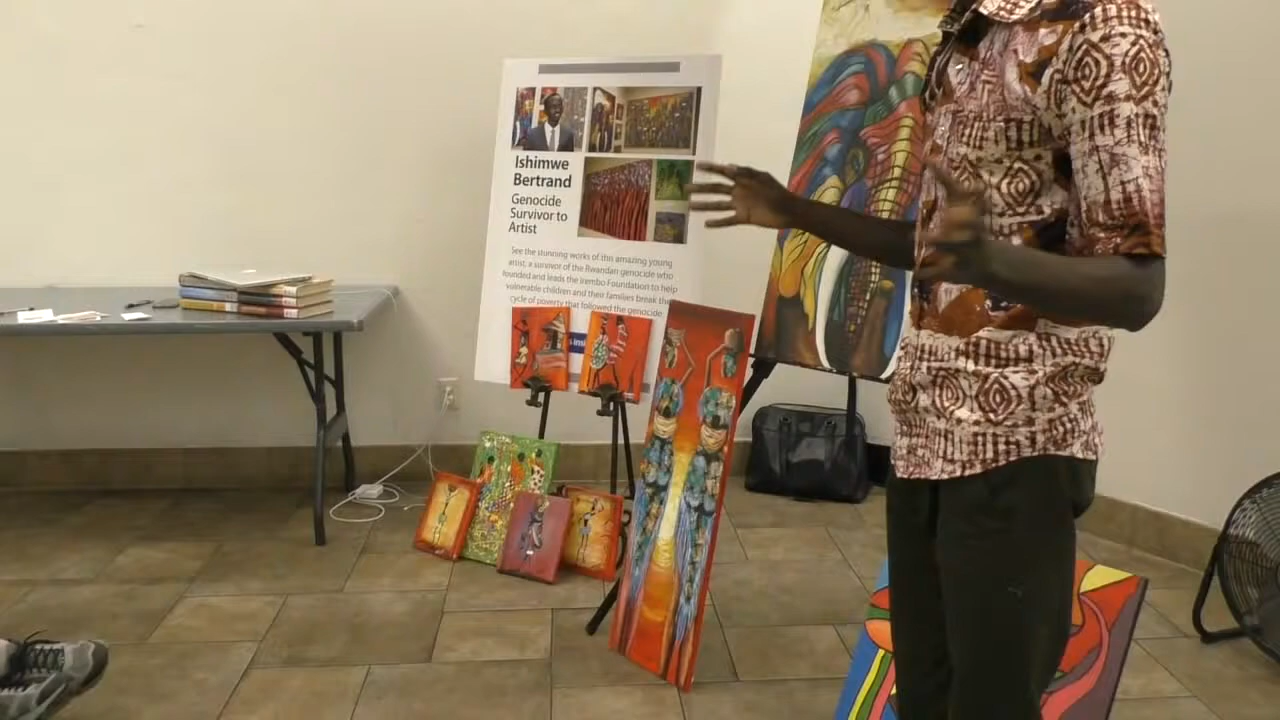 Ishimwe
Bertrand
Genocide
Survivor to
Artist
See the stunning works of this amazing young
artist, a survivor of the Rwandan genocide who
founded and leads the Irembo Foundation to help
vulnerable children and their families break the
cycle of poverty that followed the genocide